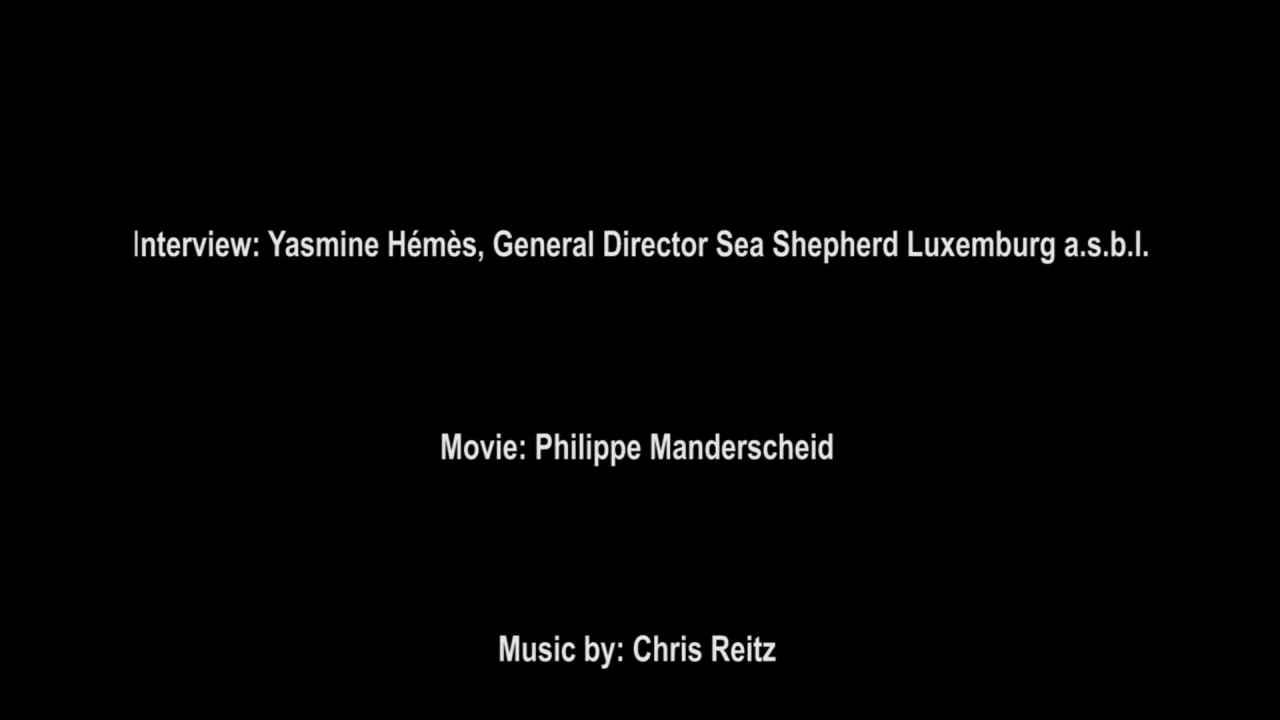 Interview: Yasmine Hémès, General Director Sea Shepherd Luxemburg a.s.b.l.
Movie: Philippe Manderscheid
Music by: Chris Reitz